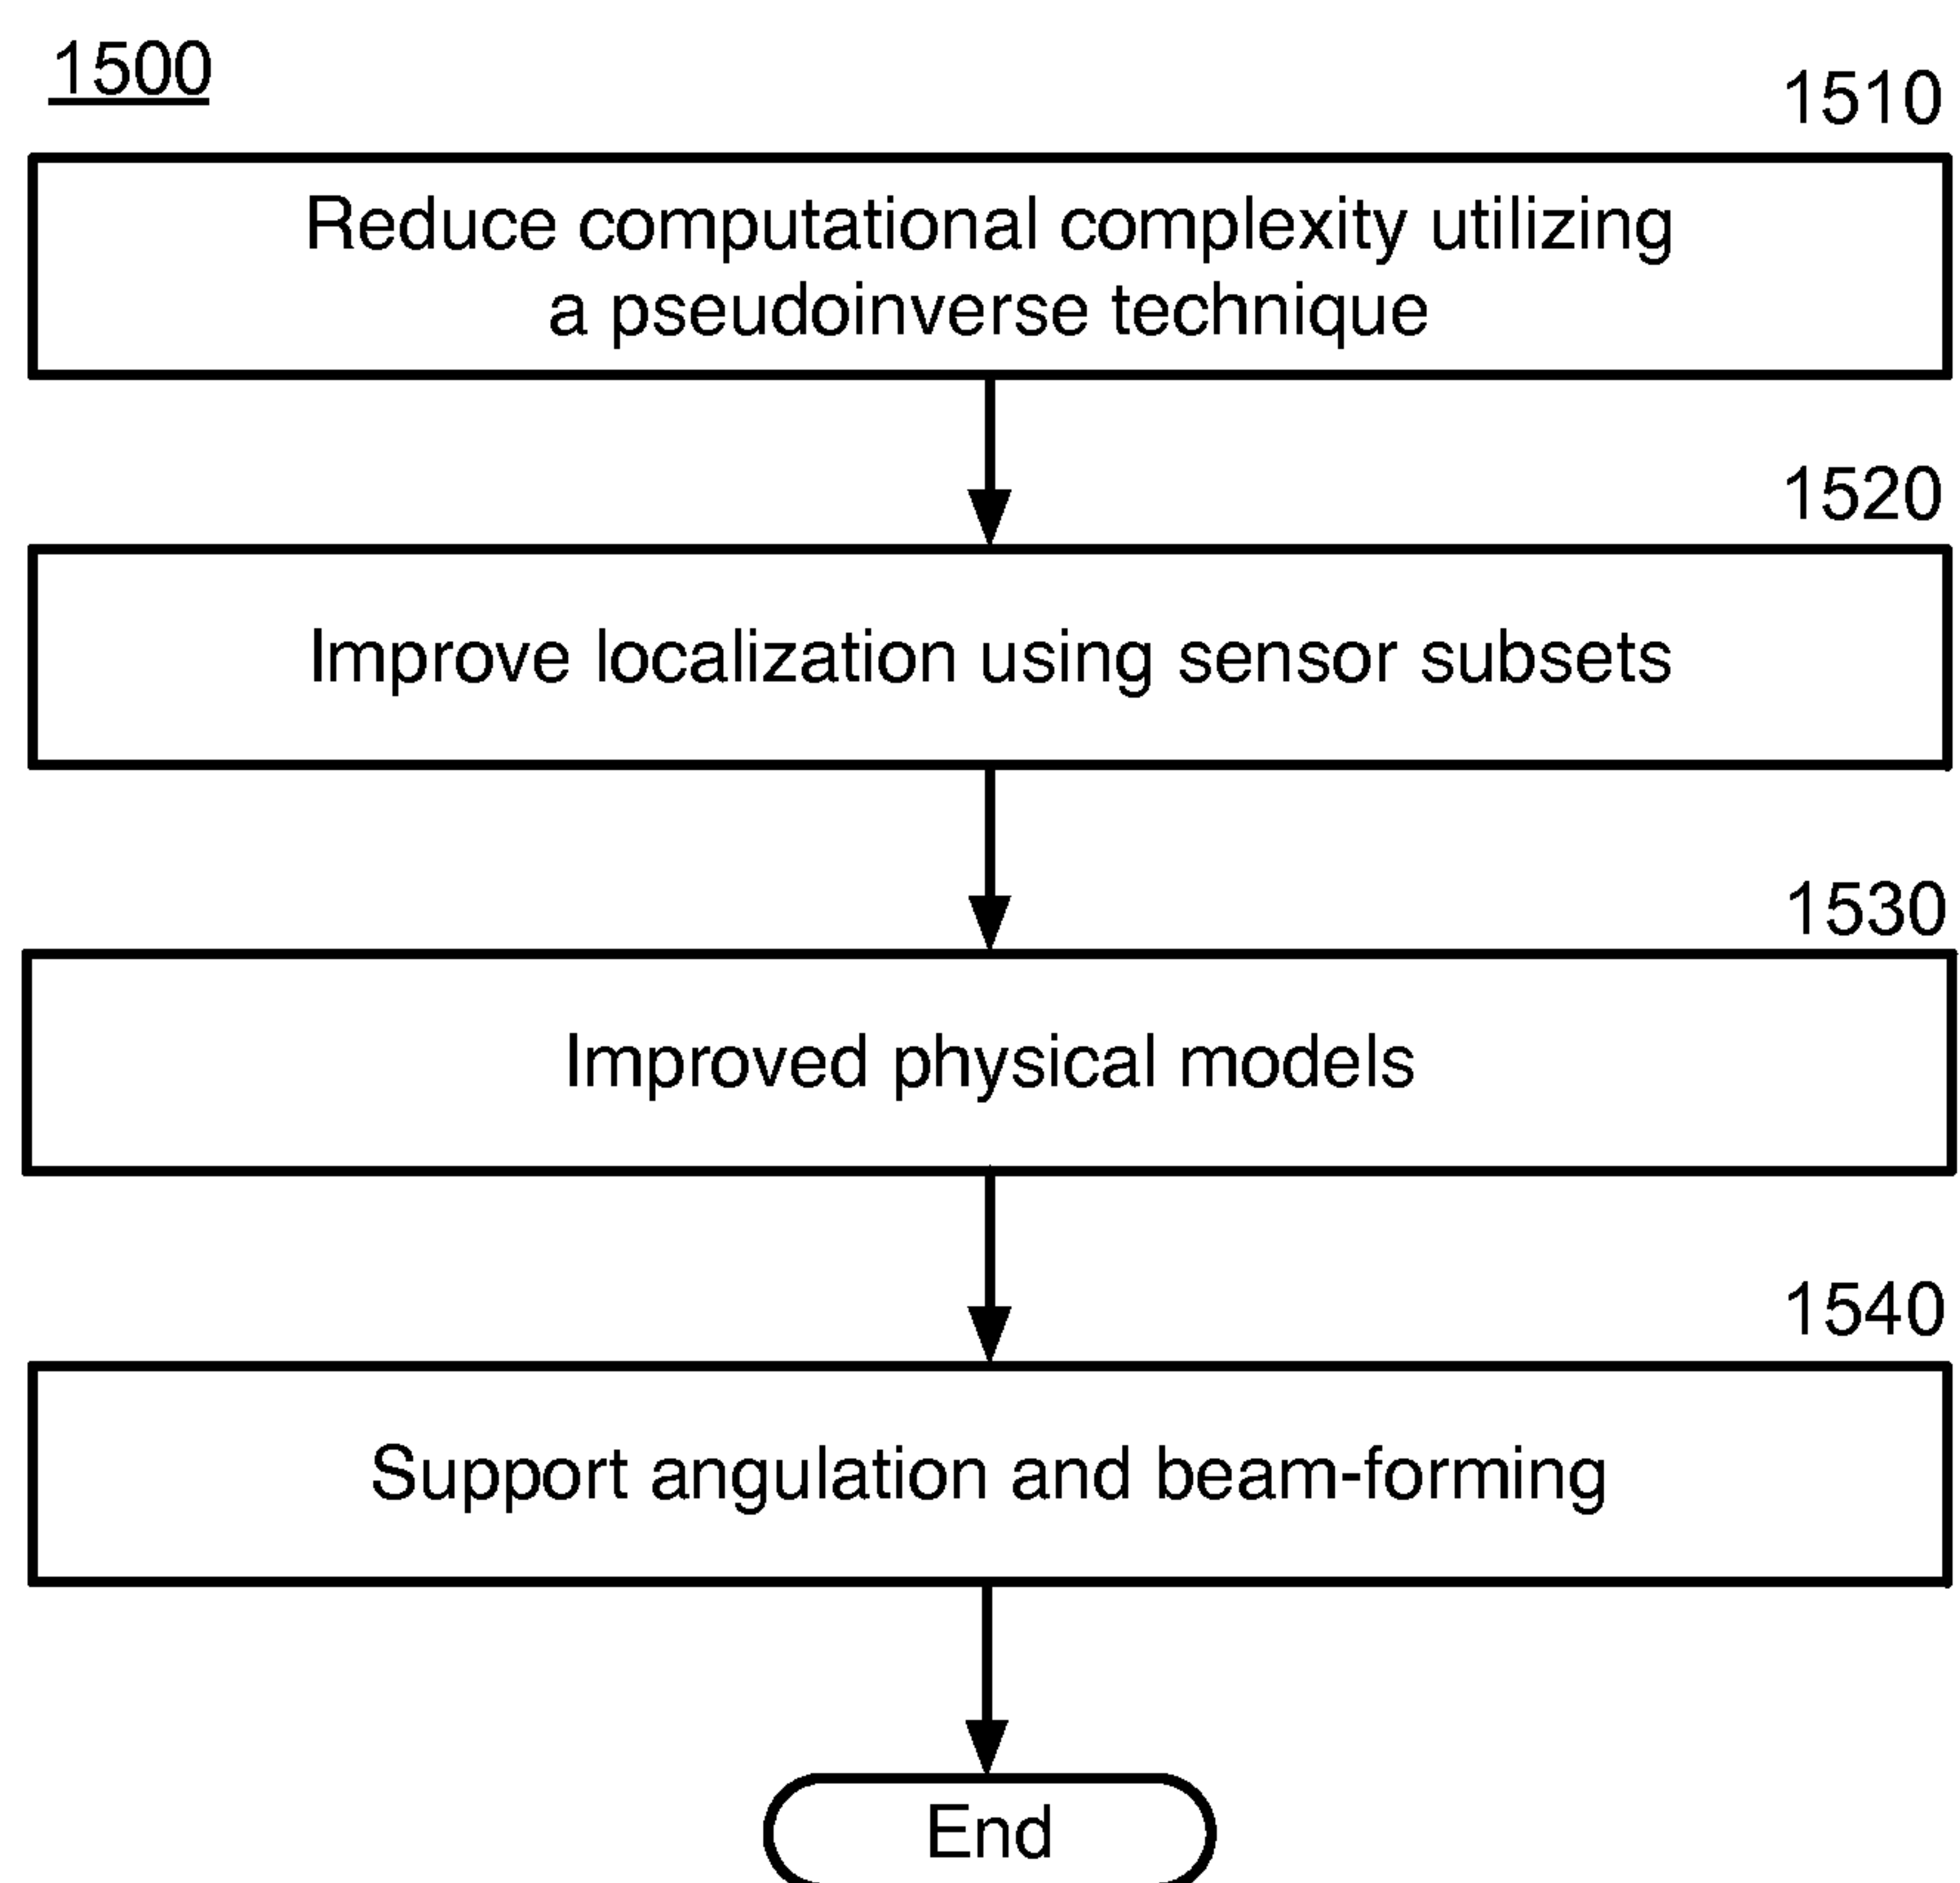 1500
1510
Reduce computational complexity utilizing
a pseudoinverse technique
1520
Improve localization using sensor subsets
1530
Improved physical models
1540
Support angulation and beam-forming
End